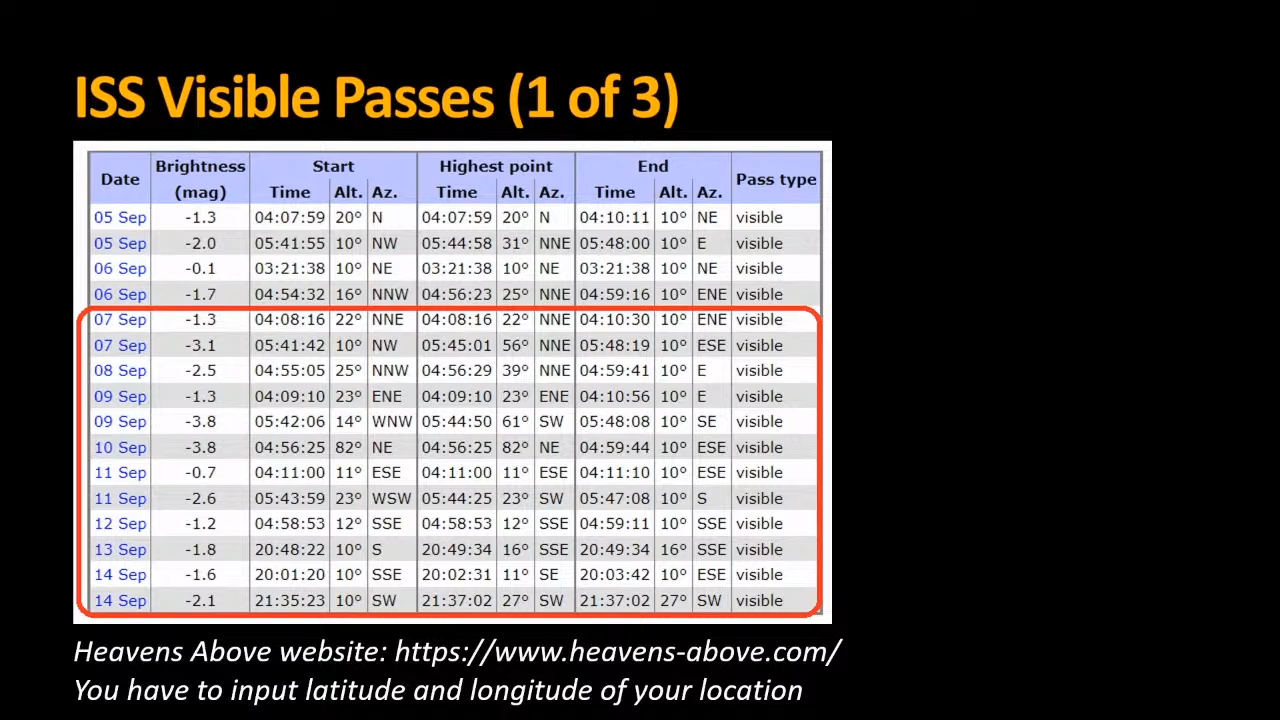 ISS Visible Passes (1 of 3)
Date Brightness (mag) Start Highest point End Pass type
Time Alt. Az. Time Alt. Az. Time Alt. Az.
05 Sep -1.3 04:07:59 20° N 04:07:59 20° N 04:10:11 10° NE visible
05 Sep -2.0 05:41:55 10° NW 05:44:58 31° NNE 05:48:00 10° E visible
06 Sep -0.1 03:21:38 10° NE 03:21:38 10° NE 03:21:38 10° NE visible
06 Sep -1.7 04:54:32 16° NNW 04:56:23 25° NNE 04:59:16 10° ENE visible
07 Sep -1.3 04:08:16 22° NNE 04:08:16 22° NNE 04:10:30 10° ENE visible
07 Sep -3.1 05:41:42 10° NW 05:45:01 56° NNE 05:48:19 10° ESE visible
08 Sep -2.5 04:55:05 25° NNW 04:56:29 39° NNE 04:59:41 10° E visible
09 Sep -1.3 04:09:10 23° ENE 04:09:10 23° ENE 04:10:56 10° E visible
09 Sep -3.8 05:42:06 14° WNW 05:44:50 61° SW 05:48:08 10° SE visible
10 Sep -3.8 04:56:25 82° NE 04:56:25 82° NE 04:59:44 10° ESE visible
11 Sep -0.7 04:11:00 11° ESE 04:11:00 11° ESE 04:11:10 10° ESE visible
11 Sep -2.6 05:43:59 23° WSW 05:44:25 23° SW 05:47:08 10° S visible
12 Sep -1.2 04:58:53 12° SSE 04:58:53 12° SSE 04:59:11 10° SSE visible
13 Sep -1.8 20:48:22 10° S 20:49:34 16° SSE 20:49:34 16° SSE visible
14 Sep -1.6 20:01:20 10° SSE 20:02:31 11° SE 20:03:42 10° ESE visible
14 Sep -2.1 21:35:23 10° SW 21:37:02 27° SW 21:37:02 27° SW visible
Heavens Above website: https://www.heavens-above.com/
You have to input latitude and longitude of your location